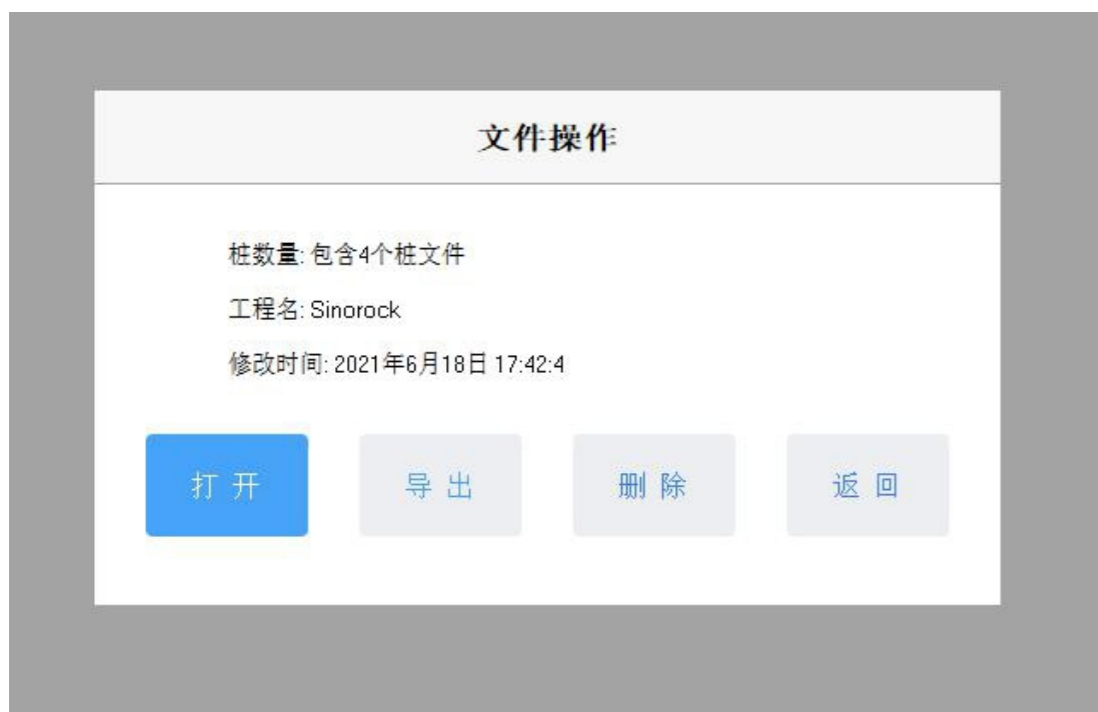 文件操作
桩数量: 包含4个桩文件
工程名: Sinorock
修改时间: 2021年6月18日 17:42:4
打 开 导 出 删 除 返 回